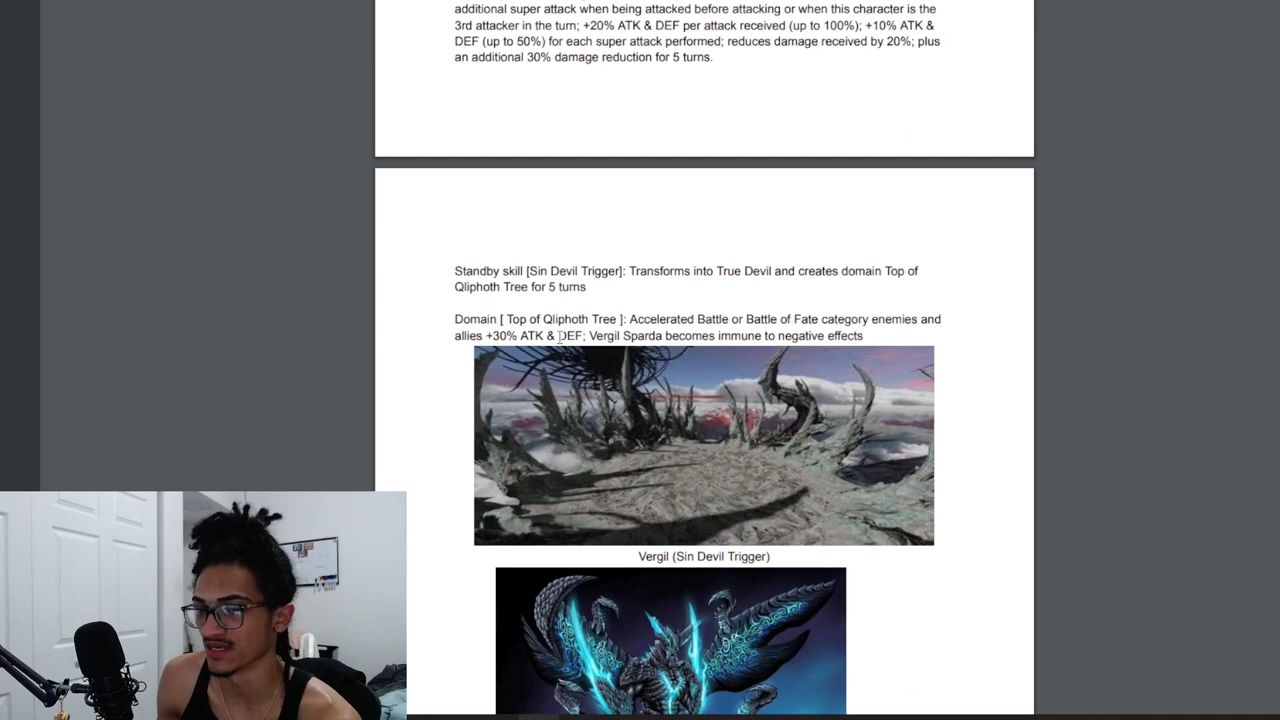 additional super attack when being attacked before attacking or when this character is the
3rd attacker in the turn; +20% ATK & DEF per attack received (up to 100%); +10% ATK &
DEF (up to 50%) for each super attack performed; reduces damage received by 20%; plus
an additional 30% damage reduction for 5 turns.
Standby skill [Sin Devil Trigger]: Transforms into True Devil and creates domain Top of
Qliphoth Tree for 5 turns
Domain [ Top of Qliphoth Tree ]: Accelerated Battle or Battle of Fate category enemies and
allies +30% ATK & DEF; Vergil Sparda becomes immune to negative effects
Vergil (Sin Devil Trigger)